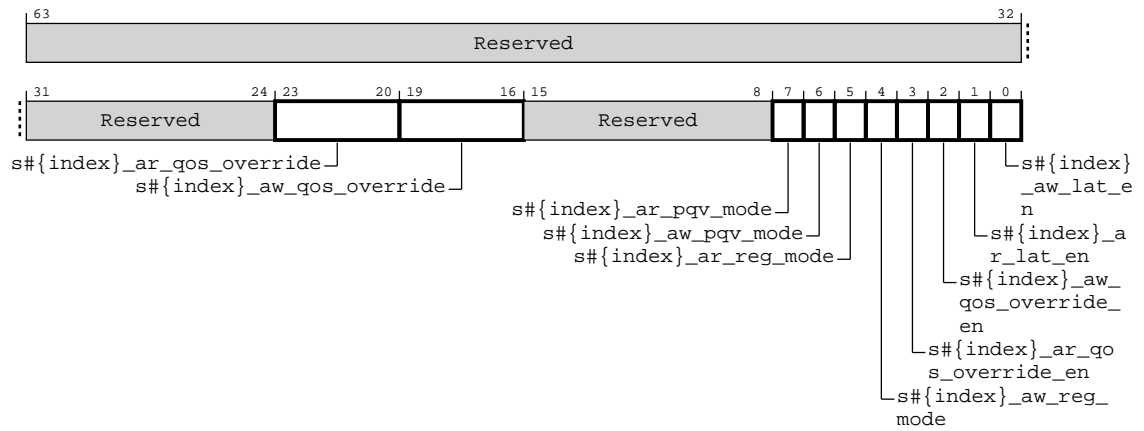 63 32
Reserved
31 24 23 20 19 16 15 8 7 6 5 4 3 2 1 0
Reserved Reserved
s#{index}_ar_qos_override
s#{index}_aw_qos_override
s#{index}_ar_pqv_mode
s#{index}_aw_pqv_mode
s#{index}_ar_reg_mode
s#{index}
_aw_lat_e
n
s#{index}_a
r_lat_en
s#{index}_aw_
qos_override_
en
s#{index}_ar_qo
s_override_en
s#{index}_aw_reg_
mode